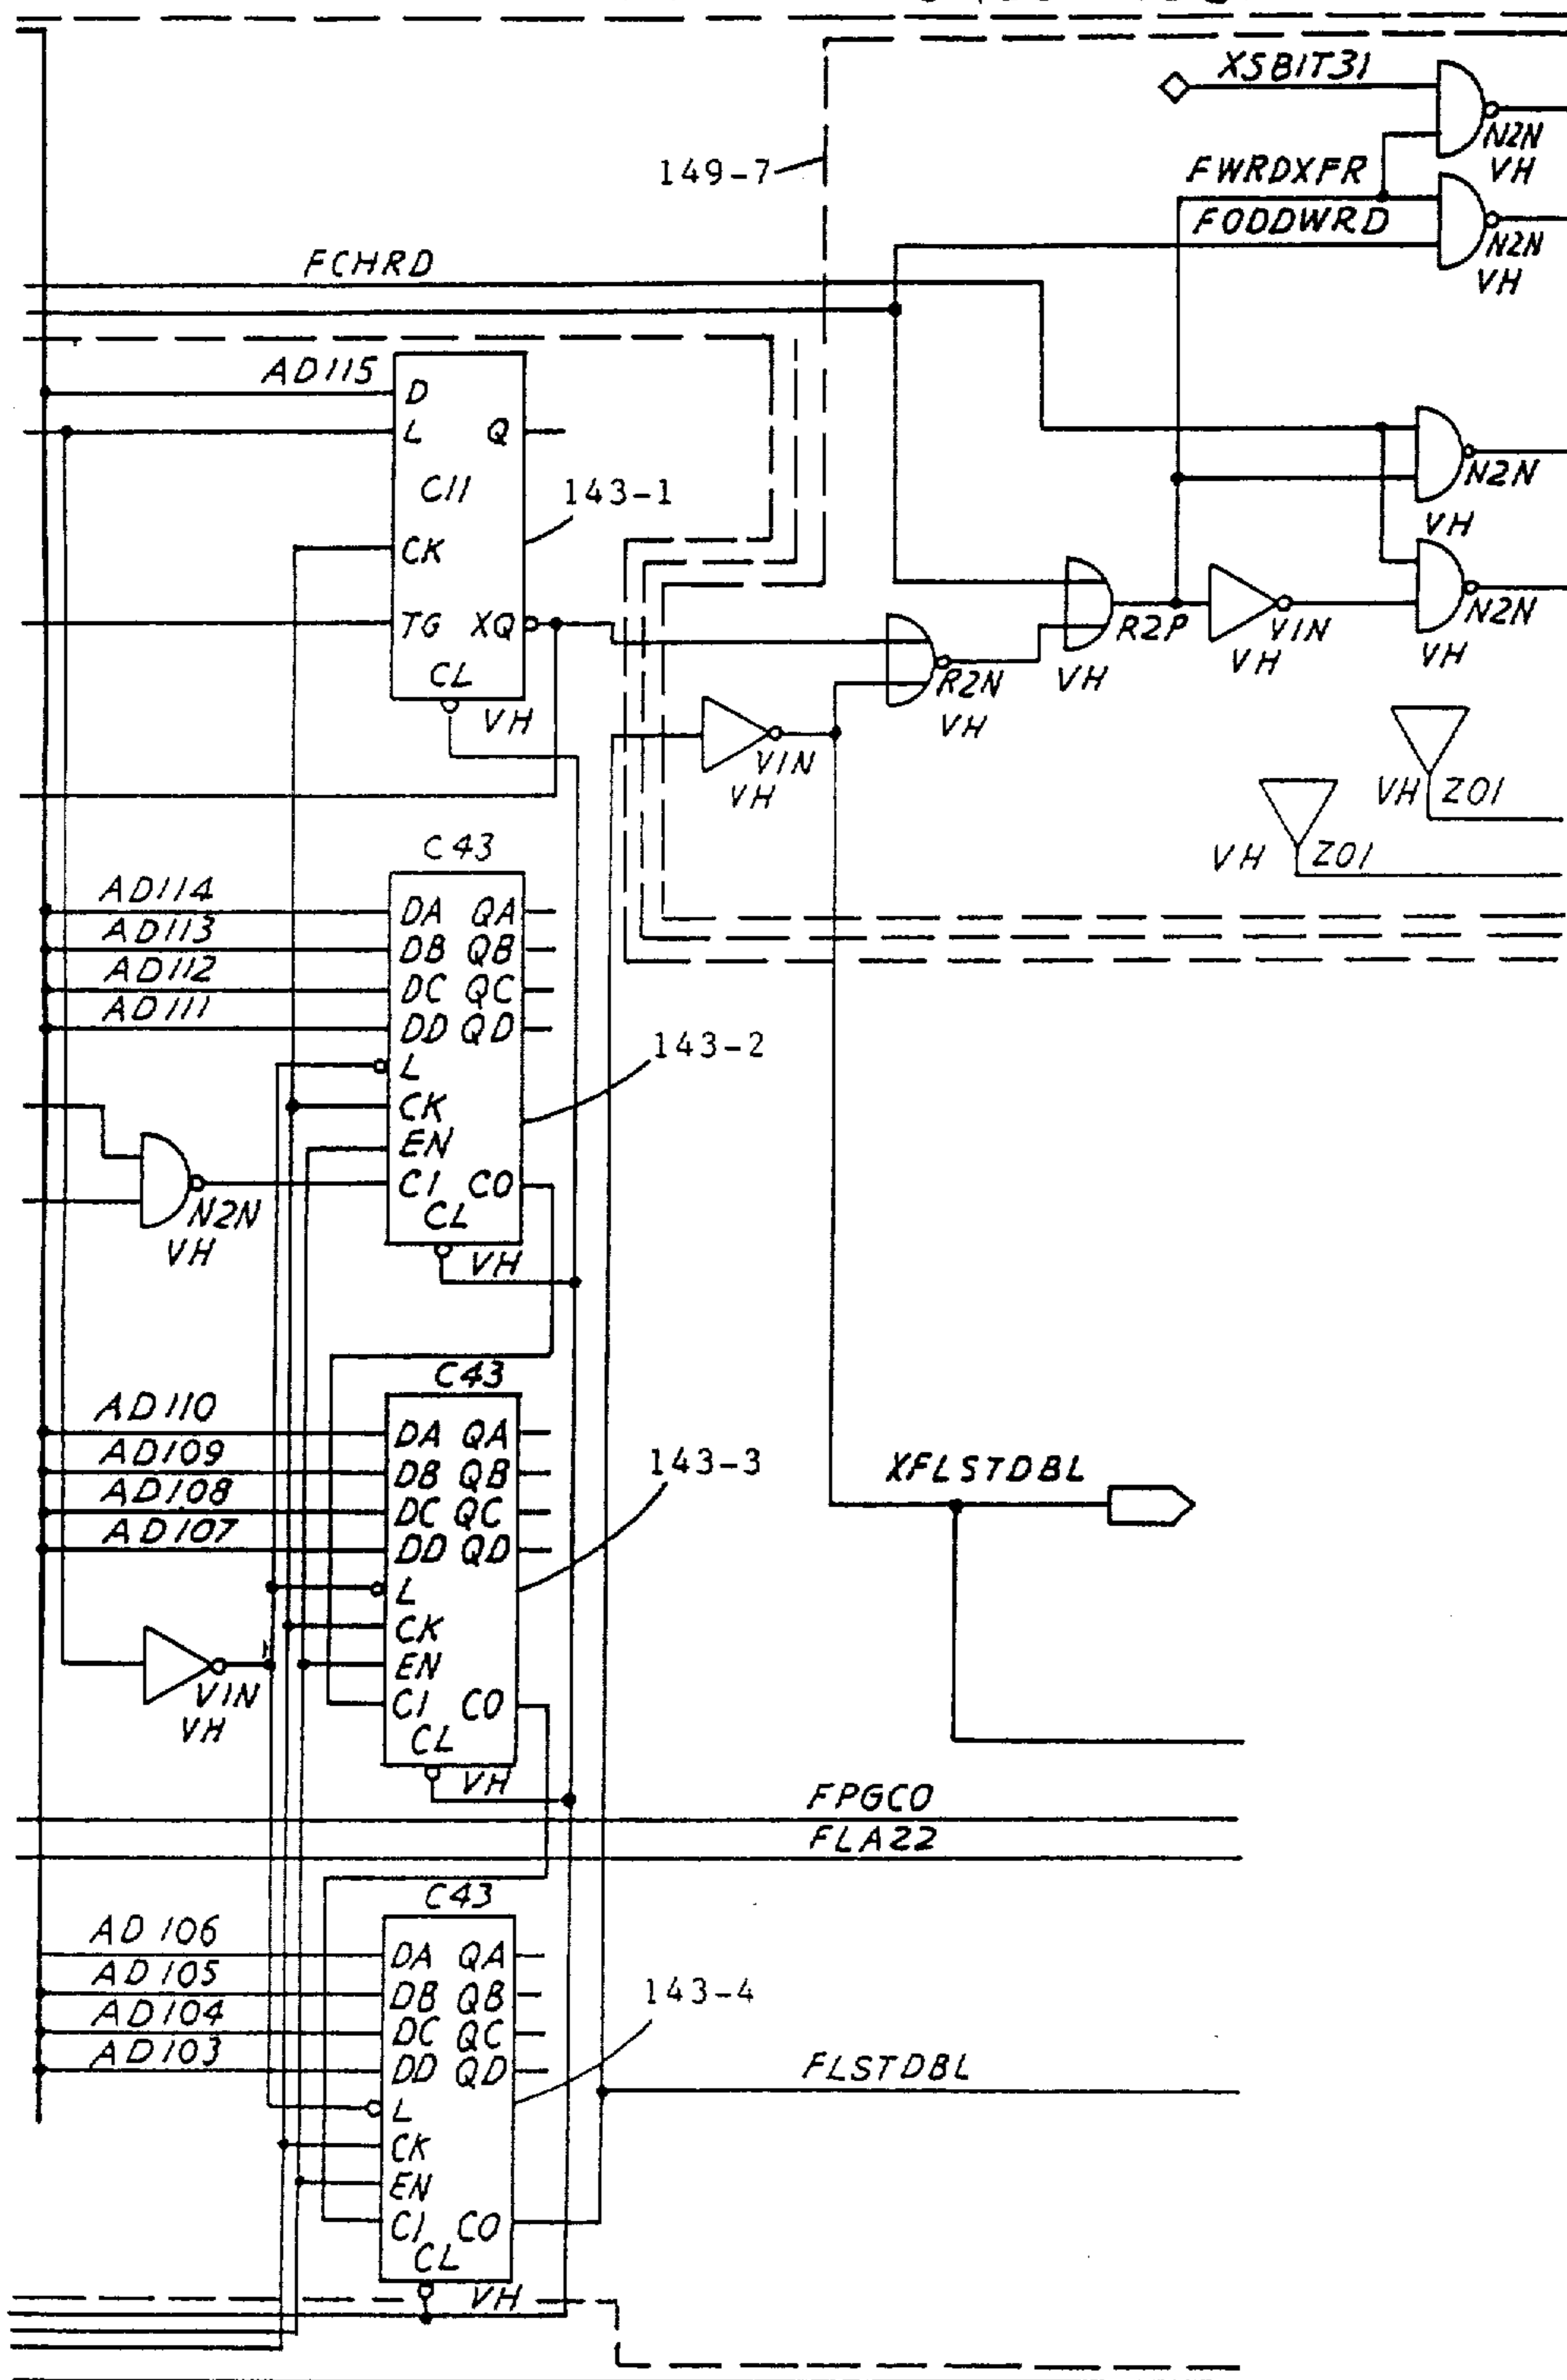 XSBIT31
N2N
VH
149-7
FWRDXFR
FODDWRD
N2N
VH
FCHRD
AD115
D
L Q
C11
143-1
CK
TG XQ
CL
VH
N2N
VH
N2N
VH
R2P
VH
VIN
VH
R2N
VH
VIN
VH
VH Z01
VH Z01
C43
AD114
DA QA
AD113
DB QB
AD112
DC QC
AD111
DD QD
143-2
L
CK
EN
CI CO
CL
VH
N2N
VH
C43
AD110
DA QA
AD109
DB QB
AD108
DC QC
AD107
DD QD
143-3
XFLSTDBL
L
CK
EN
CI CO
CL
VH
VIN
VH
FPGCO
FLA22
C43
AD106
DA QA
AD105
DB QB
AD104
DC QC
AD103
DD QD
143-4
FLSTDBL
L
CK
EN
CI CO
CL
VH